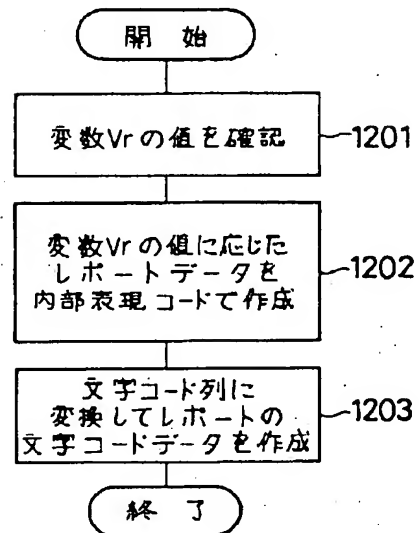 開 始
変数Vrの値を確認
1201
変数Vrの値に応じた
レポートデータを
内部表現コードで作成
1202
文字コード列に
変換してレポートの
文字コードデータを作成
1203
終 了